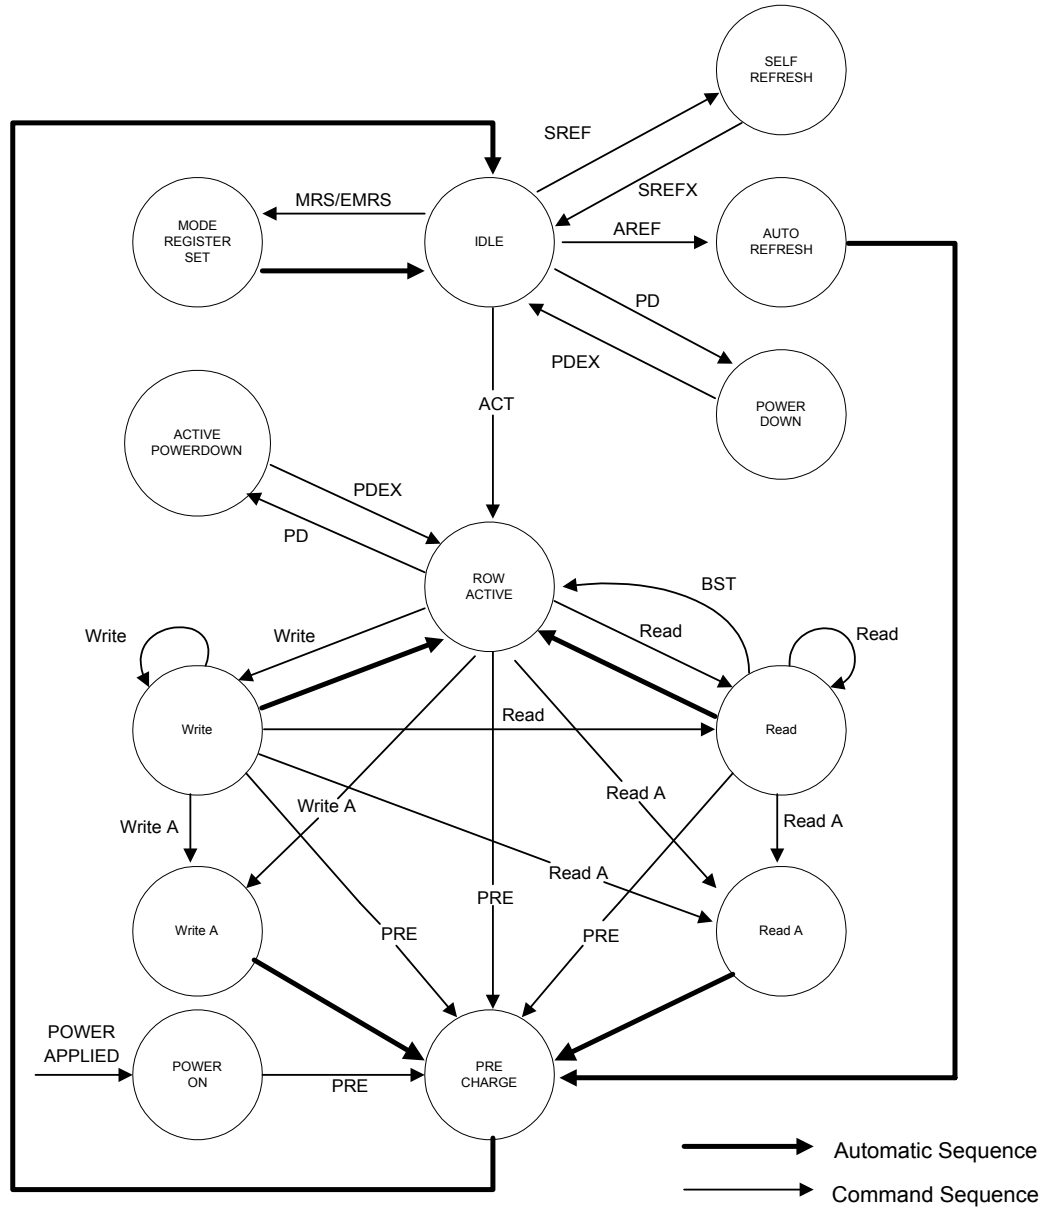 SELF
REFRESH
SREF
SREFX
MRS/EMRS
MODE
REGISTER
SET
IDLE
AREF
AUTO
REFRESH
PD
PDEX
POWER
DOWN
ACT
ACTIVE
POWERDOWN
PDEX
PD
ROW
ACTIVE
BST
Write
Write
Read
Read
Write
Read
Read
Write A
Write A
Read A
Read A
Read A
Write A
PRE
PRE
PRE
Read A
POWER
APPLIED
POWER
ON
PRE
PRE
CHARGE
Automatic Sequence
Command Sequence